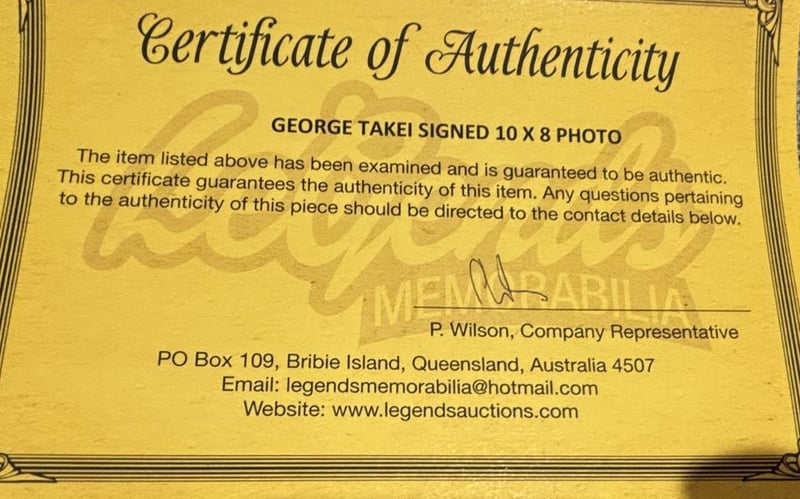 Certificate of Authenticity
GEORGE TAKEI SIGNED 10 X 8 PHOTO
The item listed above has been examined and is guaranteed to be authentic.
This certificate guarantees the authenticity of this item. Any questions pertaining
to the authenticity of this piece should be directed to the contact details below.
Legends
MEMORABILIA
P. Wilson, Company Representative
PO Box 109, Bribie Island, Queensland, Australia 4507
Email: legendsmemorabilia@hotmail.com
Website: www.legendsauctions.com